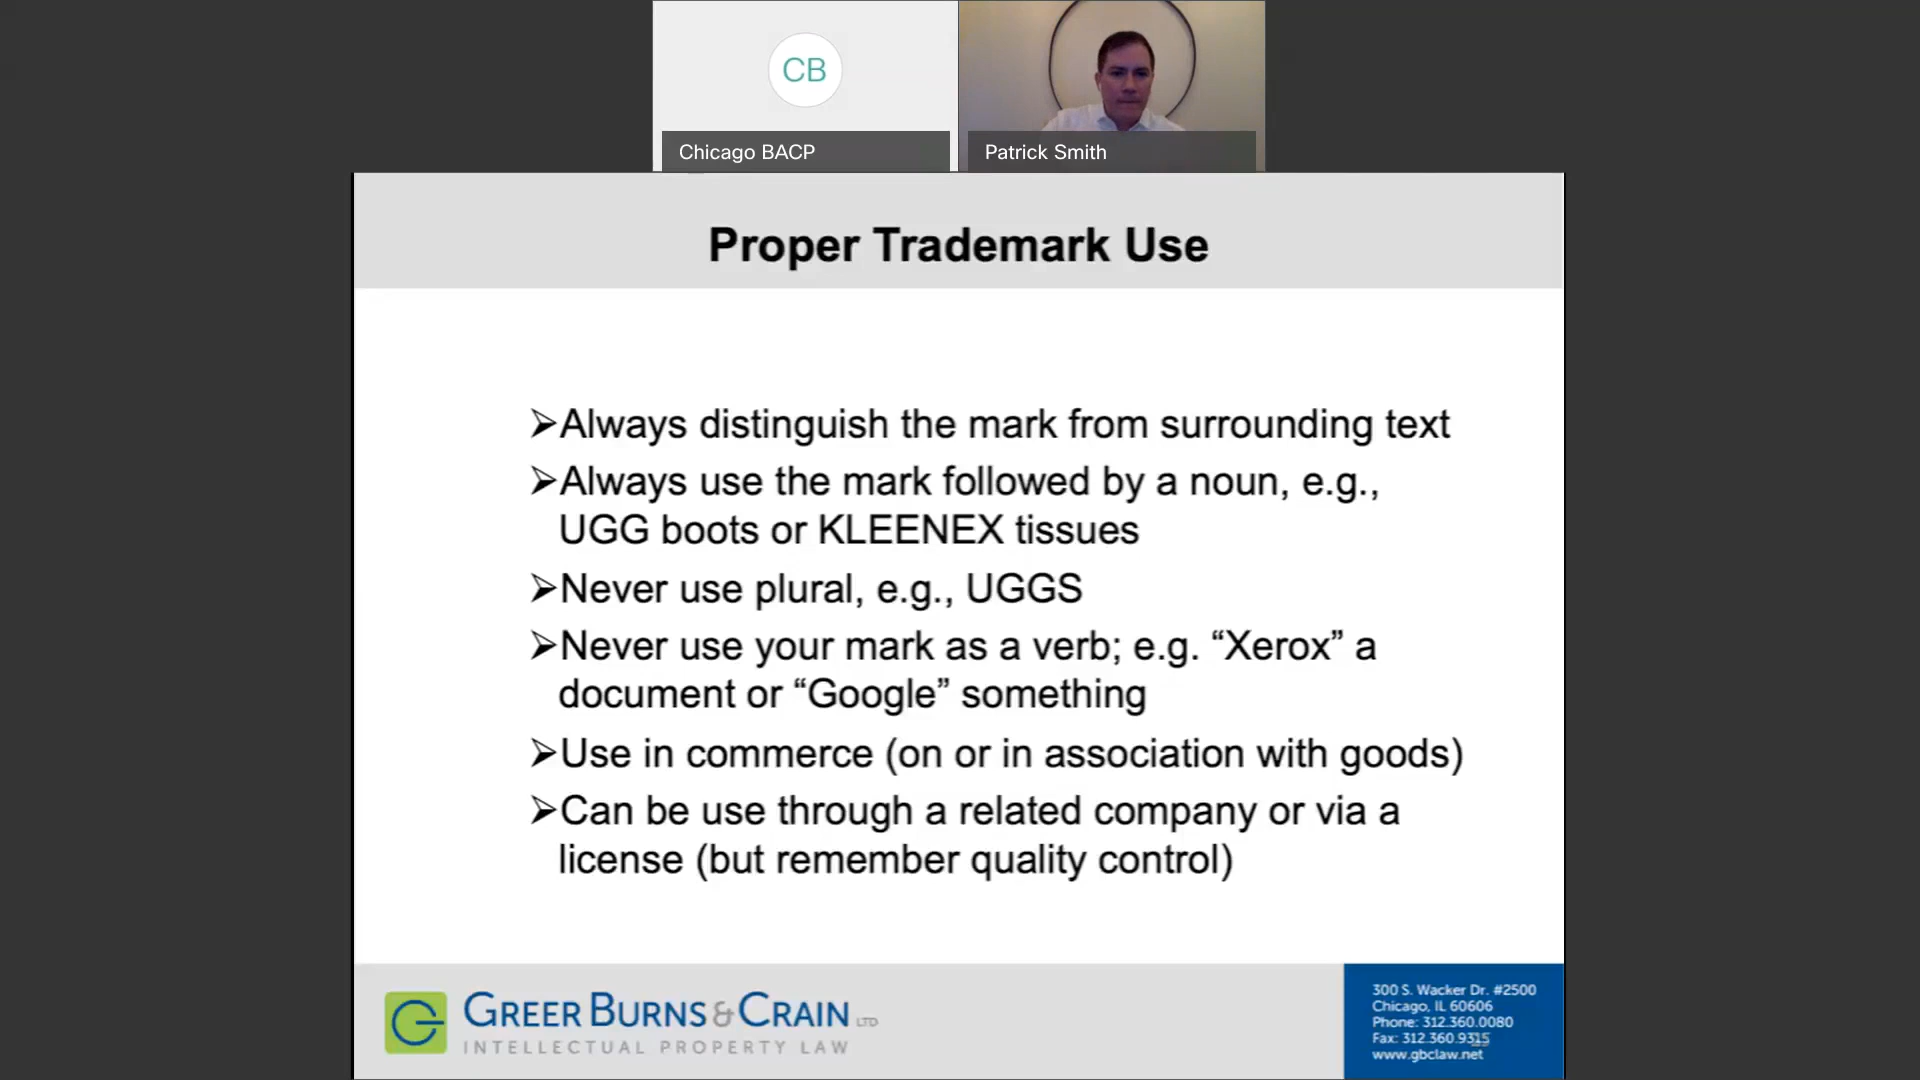 CB
Chicago BACP
Patrick Smith
Proper Trademark Use
➢Always distinguish the mark from surrounding text
➢Always use the mark followed by a noun, e.g.,
UGG boots or KLEENEX tissues
➢Never use plural, e.g., UGGS
➢Never use your mark as a verb; e.g. “Xerox” a
document or “Google” something
➢Use in commerce (on or in association with goods)
➢Can be use through a related company or via a
license (but remember quality control)
GREER BURNS & CRAIN LTD
INTELLECTUAL PROPERTY LAW
300 S. Wacker Dr. #2500
Chicago, IL 60606
Phone: 312.360.0080
Fax: 312.360.9315
www.gbclaw.net